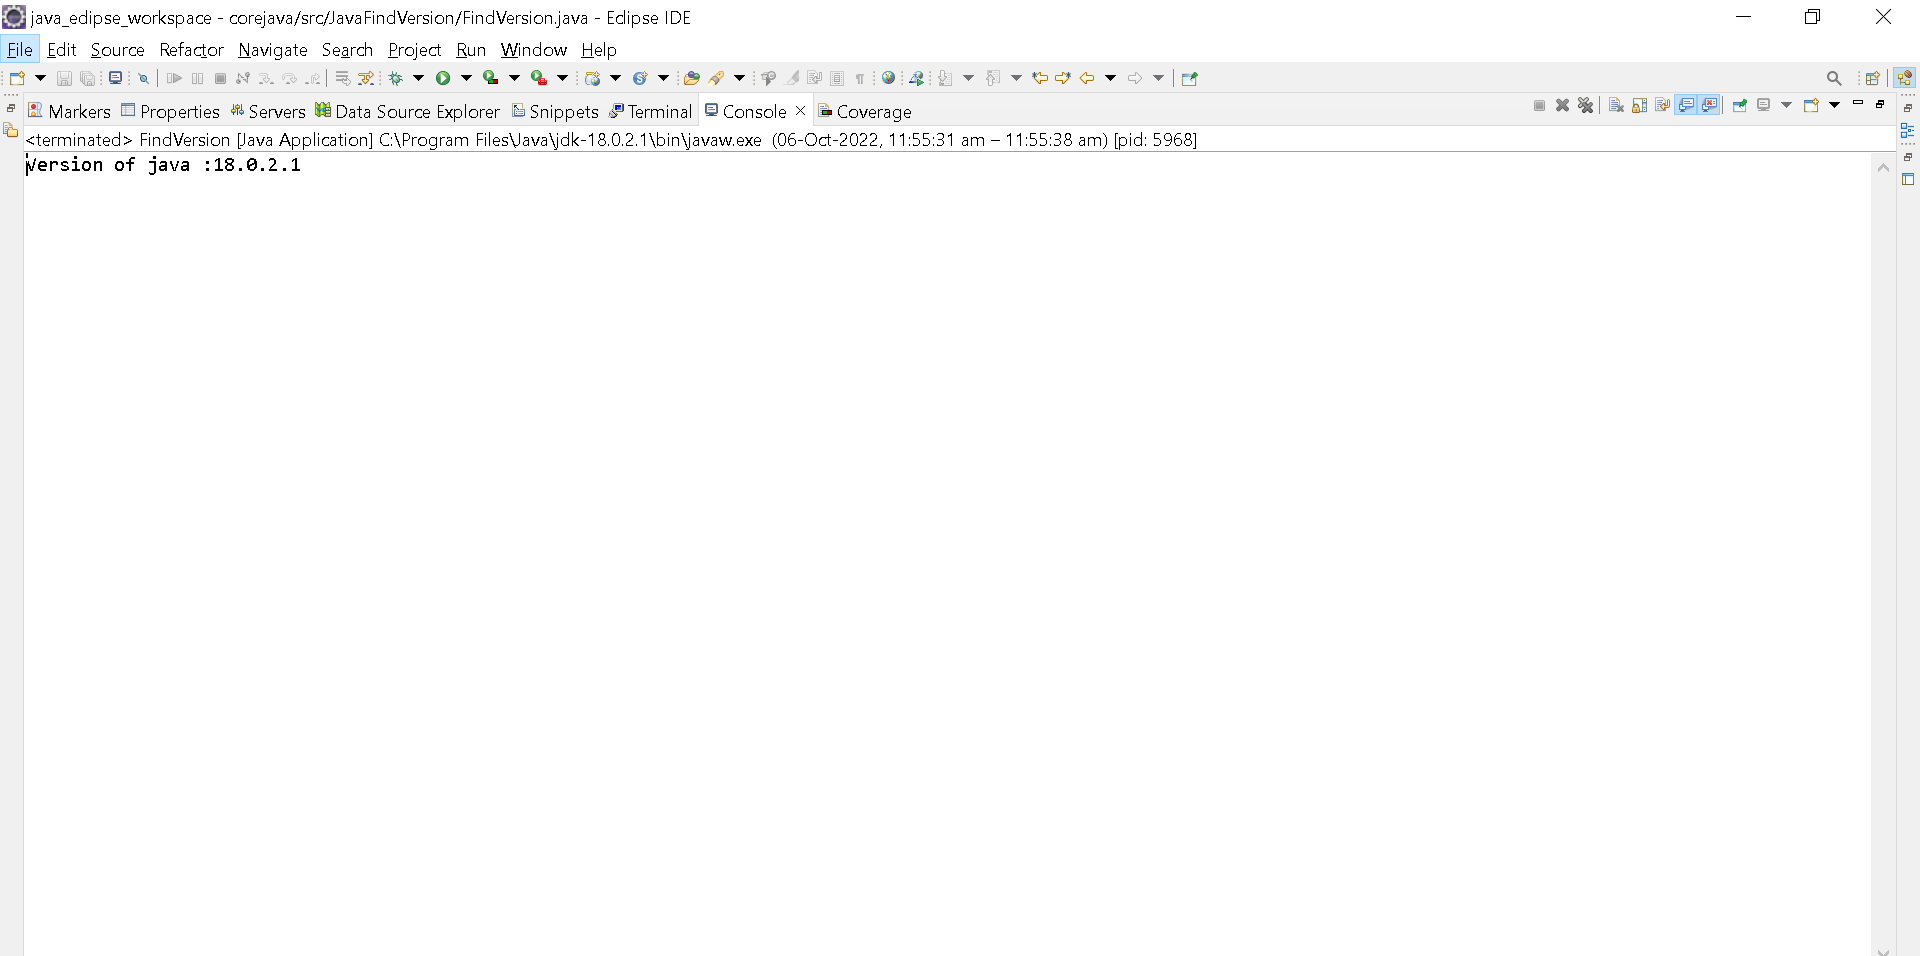 java_eclipse_workspace - corejava/src/JavaFindVersion/FindVersion.java - Eclipse IDE
File Edit Source Refactor Navigate Search Project Run Window Help
Markers Properties Servers Data Source Explorer Snippets Terminal Console Coverage
<terminated> FindVersion [Java Application] C:\Program Files\Java\jdk-18.0.2.1\bin\javaw.exe (06-Oct-2022, 11:55:31 am – 11:55:38 am) [pid: 5968]
Version of java :18.0.2.1